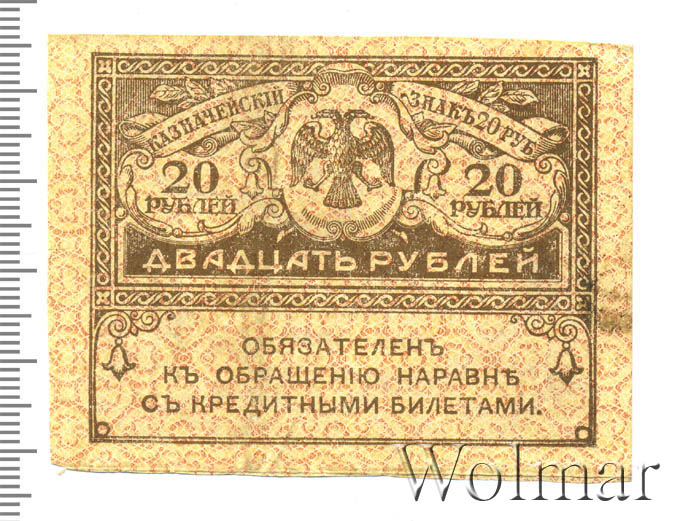 КАЗНАЧЕЙСКІЙ ЗНАКЪ 20 РУБ
20 РУБЛЕЙ
20 РУБЛЕЙ
ДВАДЦАТЬ РУБЛЕЙ
ОБЯЗАТЕЛЕНЪ
КЪ ОБРАЩЕНІЮ НАРАВНѢ
СЪ КРЕДИТНЫМИ БИЛЕТАМИ.
Wolmar